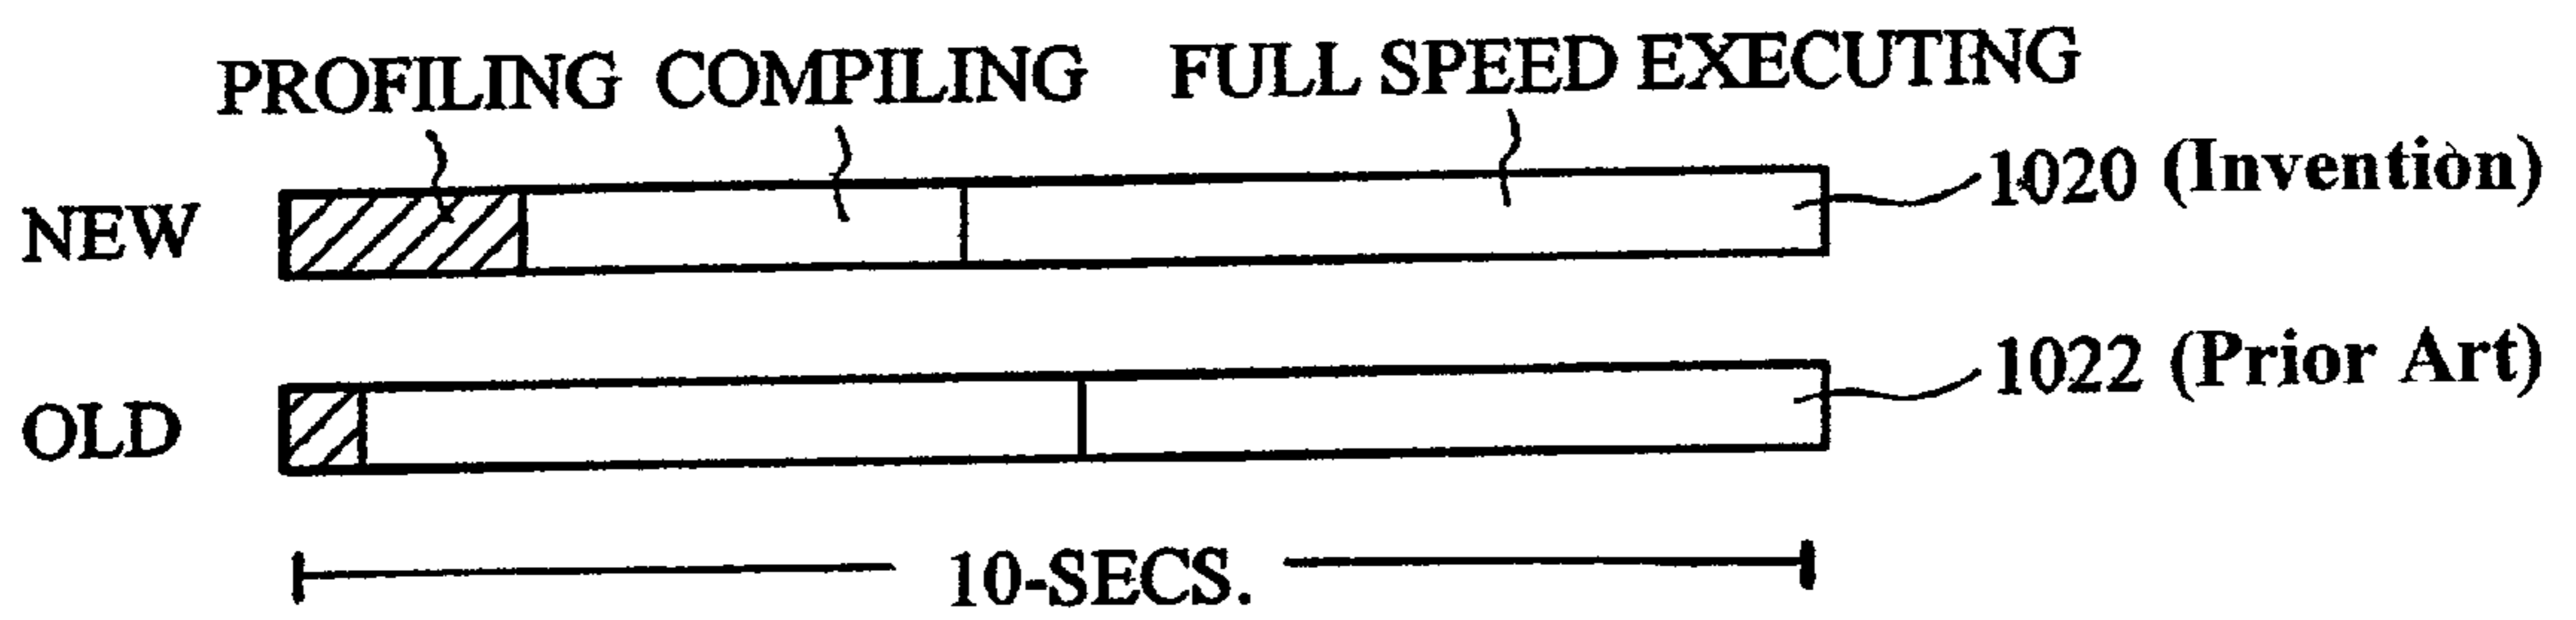 PROFILING COMPILING FULL SPEED EXECUTING
NEW 1020 (Invention)
OLD 1022 (Prior Art)
10-SECS.